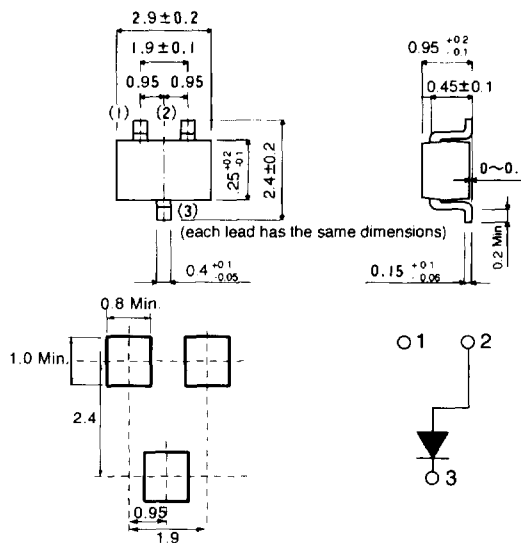 2.9±0.2
1.9±0.1
0.95 0.95
(1) (2)
.25 +0.2 -0.1
2.4±0.2
(3)
(each lead has the same dimensions)
0.4 +0.1 -0.05
0.95 +0.2 -0.1
0.45±0.1
0~0.
0.2 Min
0.15 +0.1 -0.06
0.8 Min.
1.0 Min.
2.4
0.95
1.9
1 2
3